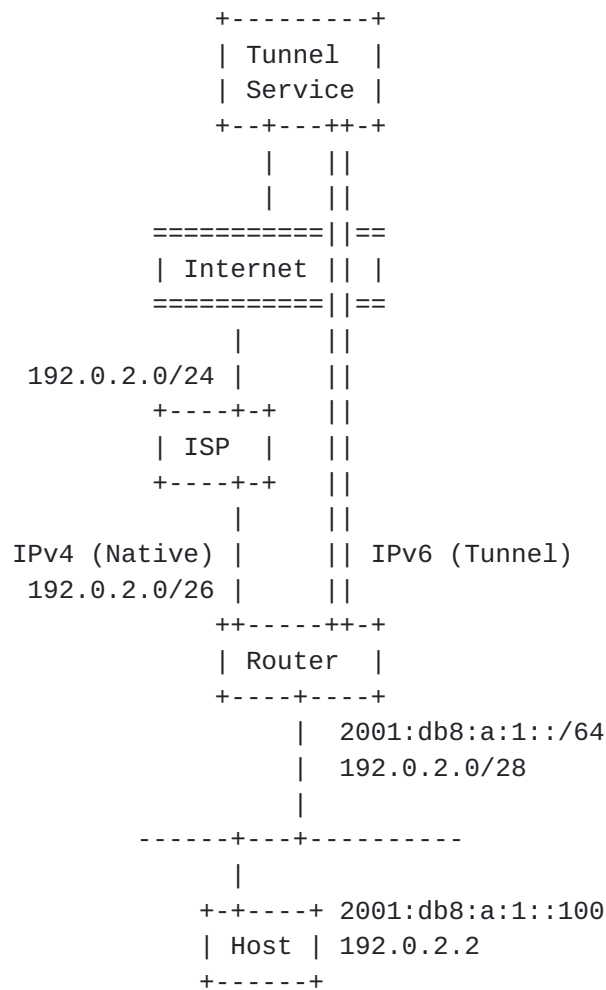 Tunnel
Service
Internet
192.0.2.0/24
ISP
IPv4 (Native)    IPv6 (Tunnel)
192.0.2.0/26
Router
2001:db8:a:1::/64
192.0.2.0/28
2001:db8:a:1::100
Host 192.0.2.2